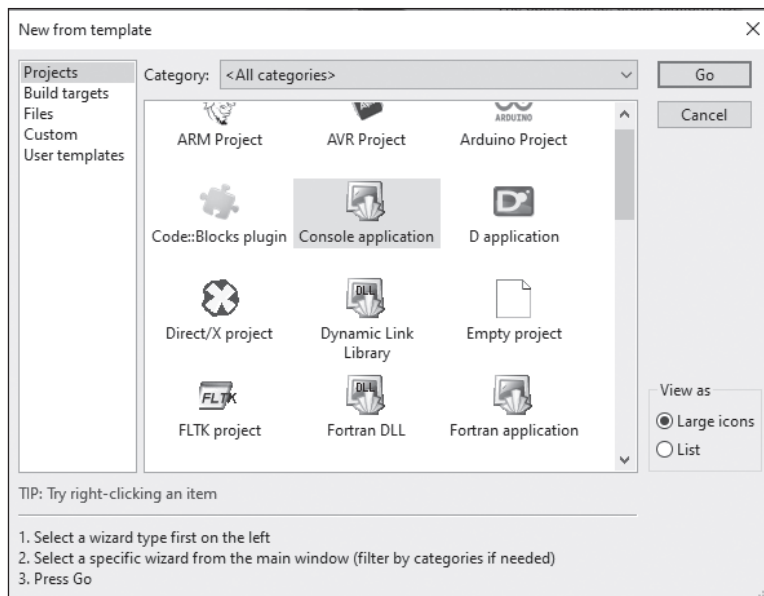 New from template
Projects
Build targets
Files
Custom
User templates
Category: <All categories>
Go
Cancel
ARDUINO
ARM Project AVR Project Arduino Project
Code::Blocks plugin Console application D application
DLL
Direct/X project Dynamic Link Library Empty project
FLTK DLL
FLTK project Fortran DLL Fortran application
View as
Large icons
List
TIP: Try right-clicking an item
1. Select a wizard type first on the left
2. Select a specific wizard from the main window (filter by categories if needed)
3. Press Go